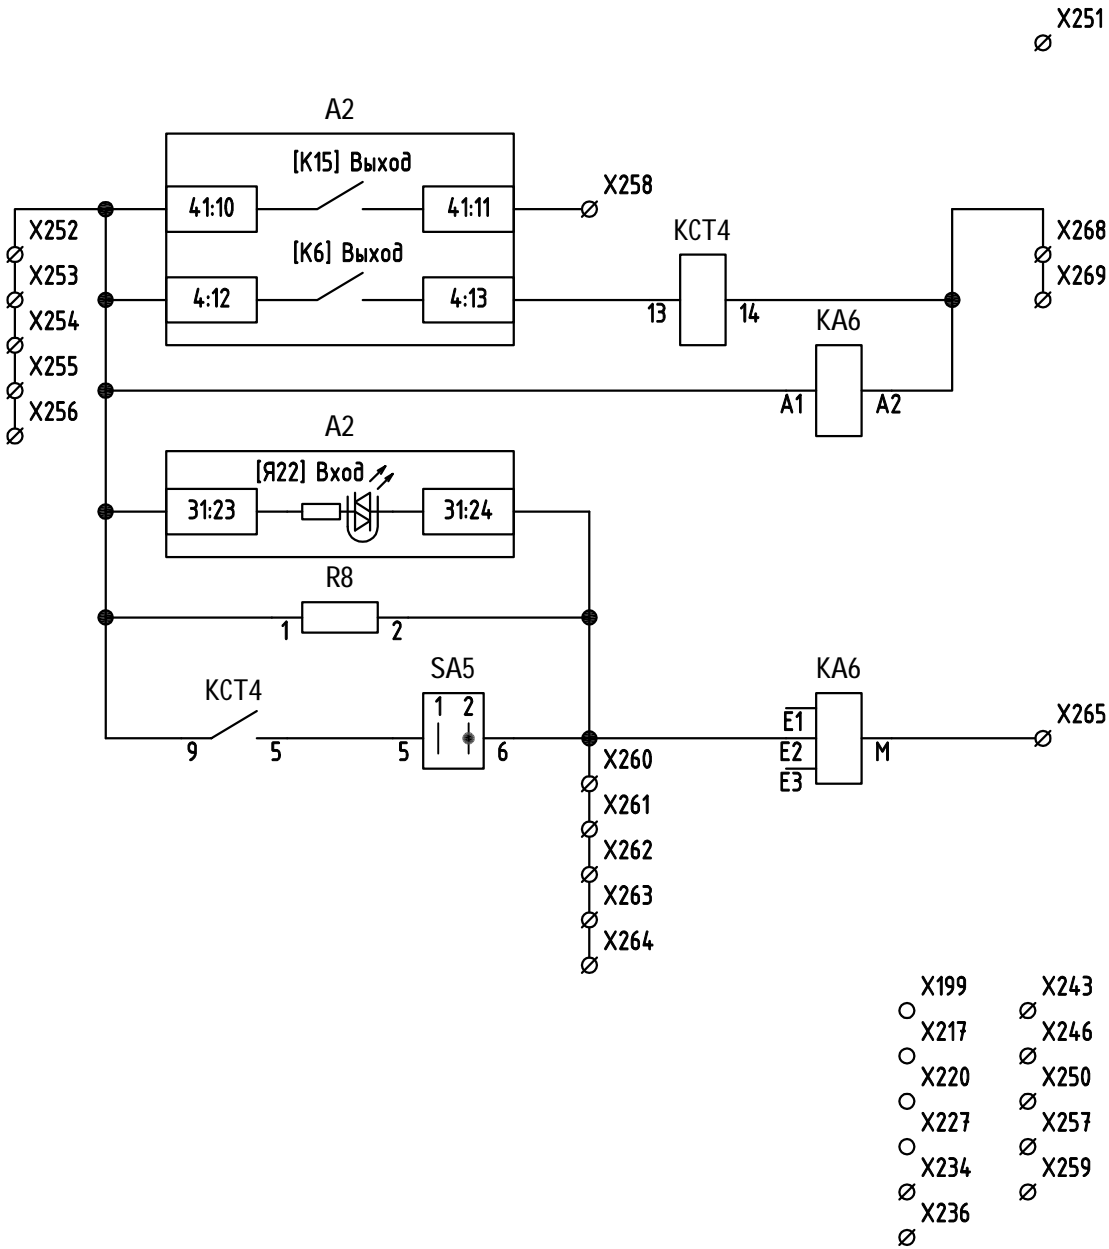 X251
A2
[K15] Выход
41:10
41:11
X258
X252
[K6] Выход
KCT4
X268
X253
4:12
4:13
13
14
X269
X254
KA6
X255
A1
A2
X256
A2
[Я22] Вход
31:23
31:24
R8
1
2
KCT4
SA5
1 2
KA6
9
5
5
6
E1
E2
E3
M
X265
X260
X261
X262
X263
X264
X199
X243
X217
X246
X220
X250
X227
X257
X234
X259
X236